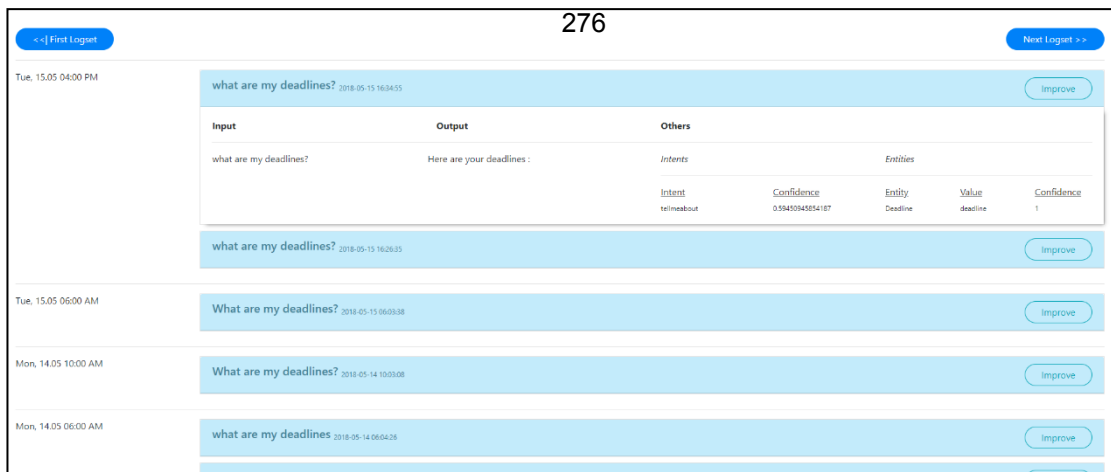 276
<<| First Logset
Next Logset >>
Tue, 15.05 04:00 PM
what are my deadlines? 2018-05-15 16:34:55
Improve
Input Output Others
what are my deadlines? Here are your deadlines : Intents Entities
Intent Confidence Entity Value Confidence
tellmeabout 0.59450945854187 Deadline deadline 1
what are my deadlines? 2018-05-15 16:26:35
Improve
Tue, 15.05 06:00 AM
What are my deadlines? 2018-05-15 06:03:38
Improve
Mon, 14.05 10:00 AM
What are my deadlines? 2018-05-14 10:03:08
Improve
Mon, 14.05 06:00 AM
what are my deadlines 2018-05-14 06:04:26
Improve